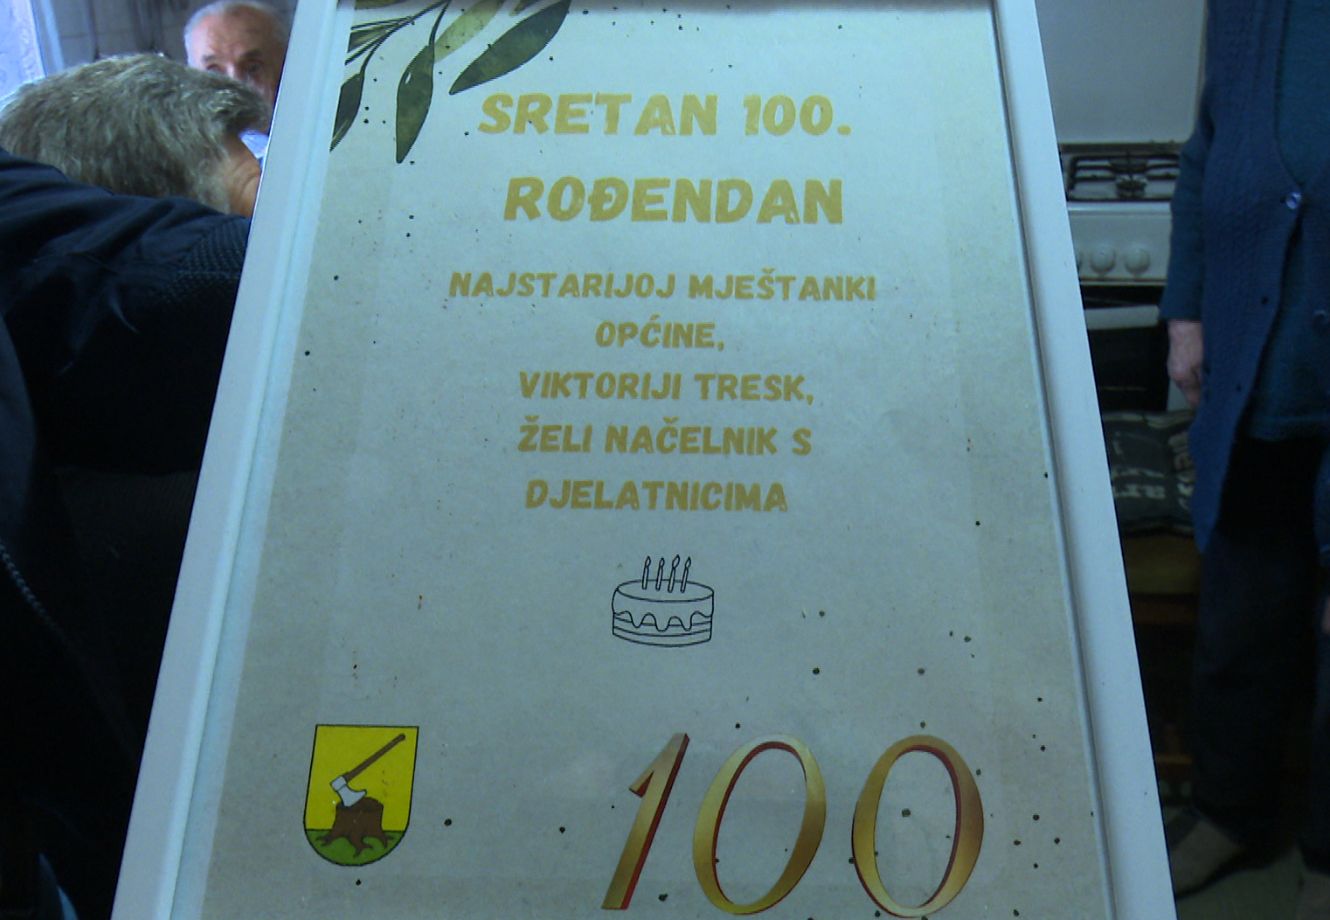 SRETAN 100.
ROĐENDAN
NAJSTARIJOJ MJEŠTANKI
OPĆINE,
VIKTORIJI TRESK,
ŽELI NAČELNIK S
DJELATNICIMA
100